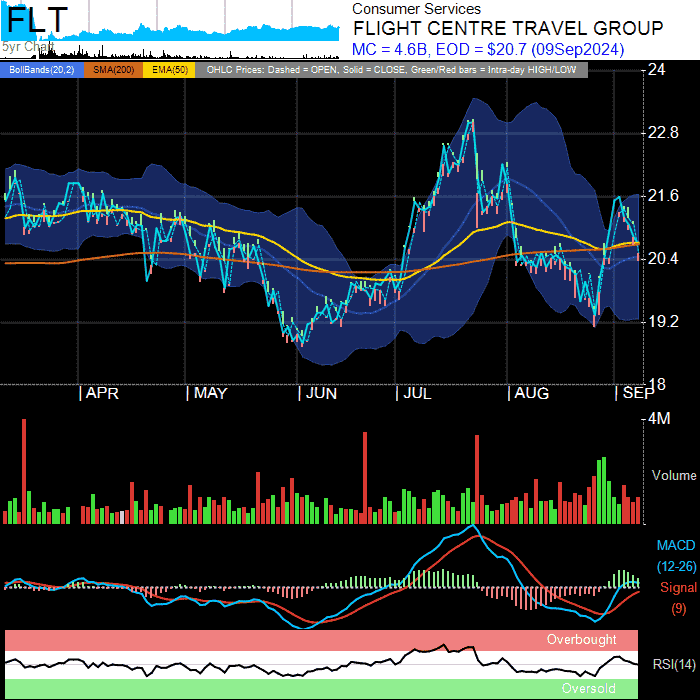 FLT
5yr Chart
Consumer Services
FLIGHT CENTRE TRAVEL GROUP
MC = 4.6B, EOD = $20.7 (09Sep2024)
BollBands(20,2) SMA(200) EMA(50) OHLC Prices: Dashed = OPEN, Solid = CLOSE, Green/Red bars = Intra-day HIGH/LOW
24
22.8
21.6
20.4
19.2
18
APR MAY JUN JUL AUG SEP
4M
Volume
MACD
(12-26)
Signal
(9)
Overbought
RSI(14)
Oversold